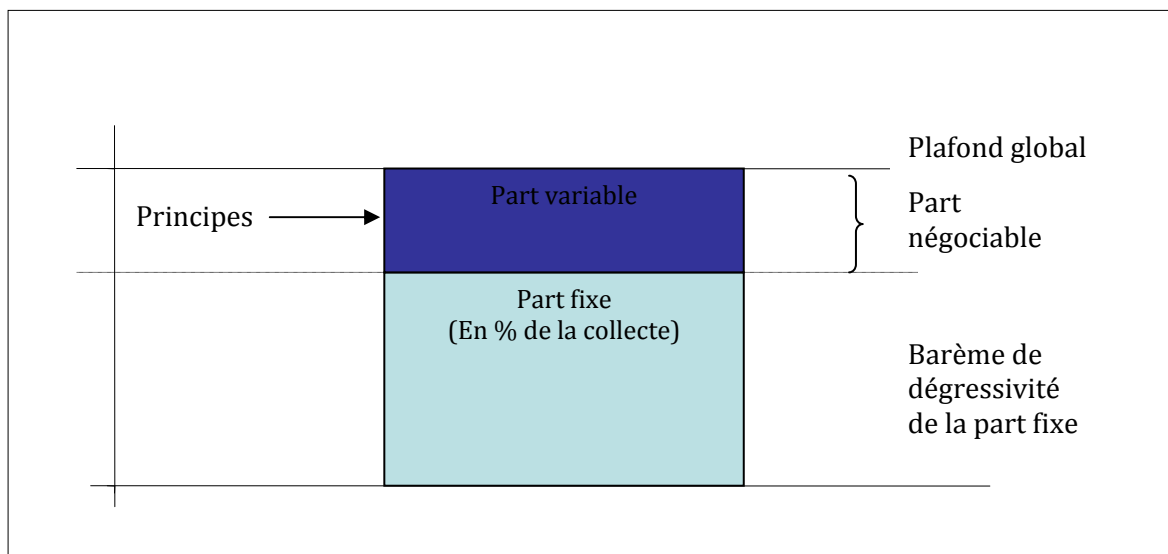 Plafond global
Part variable
Principes
Part
négociable
Part fixe
(En % de la collecte)
Barème de
dégressivité
de la part fixe